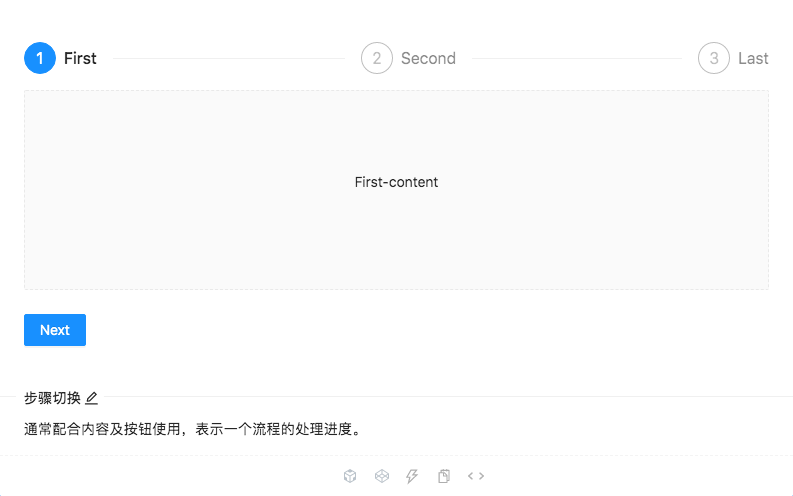 1 First 2 Second 3 Last
First-content
Next
步骤切换
通常配合内容及按钮使用，表示一个流程的处理进度。